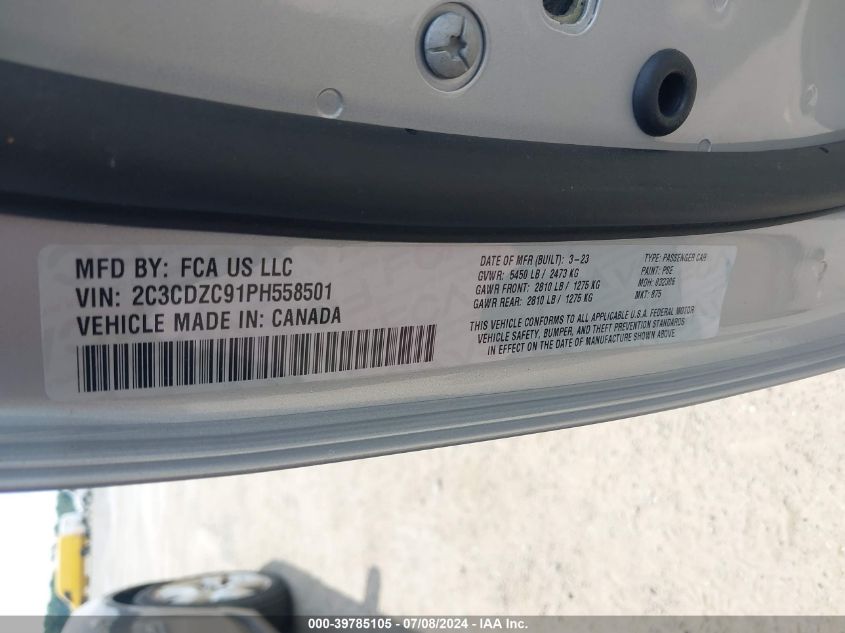 MFD BY: FCA US LLC
VIN: 2C3CDZC91PH558501
VEHICLE MADE IN: CANADA
DATE OF MFR (BUILT): 3-23
GVWR: 5450 LB / 2473 KG
GAWR FRONT: 2810 LB / 1275 KG
GAWR REAR: 2810 LB / 1275 KG
TYPE: PASSENGER CAR
PAINT: PSE
MDH: 032306
MKT: 875
THIS VEHICLE CONFORMS TO ALL APPLICABLE U.S.A. FEDERAL MOTOR
VEHICLE SAFETY, BUMPER, AND THEFT PREVENTION STANDARDS
IN EFFECT ON THE DATE OF MANUFACTURE SHOWN ABOVE.
000-39785105 - 07/08/2024 - IAA Inc.